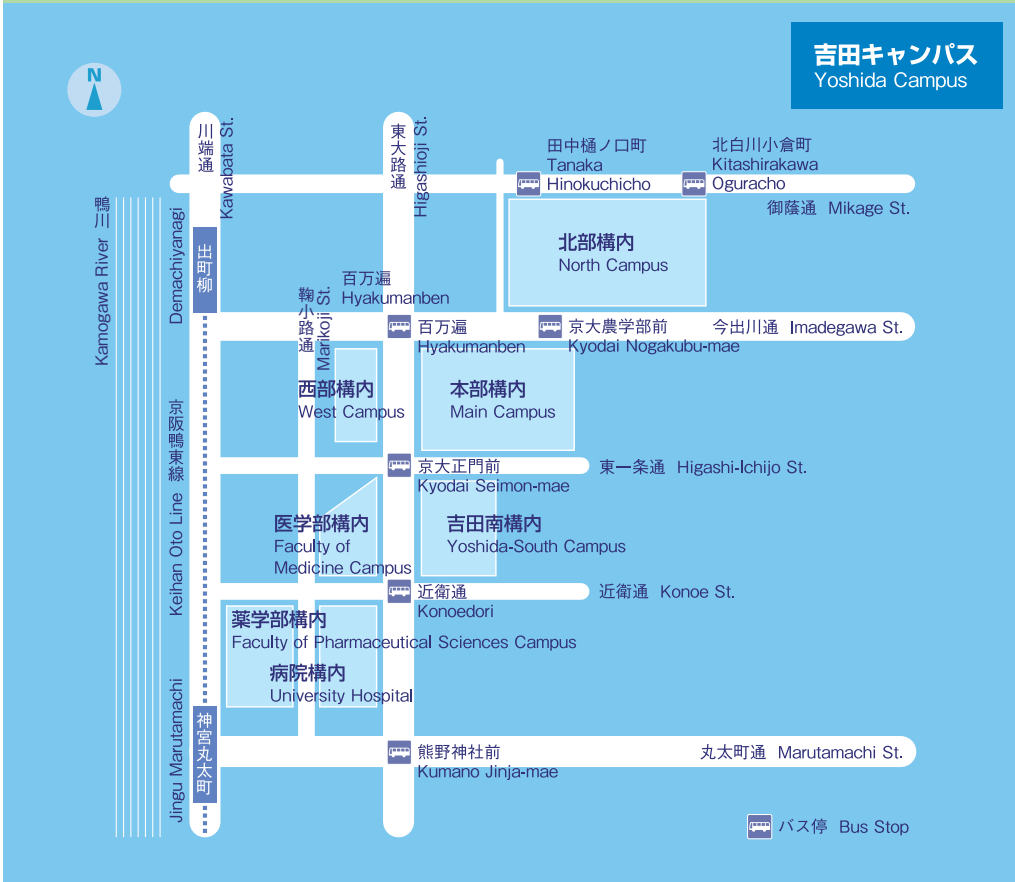 吉田キャンパス
Yoshida Campus
N
川端通
Kawabata St.
東大路通
Higashioji St.
田中樋ノ口町
Tanaka
Hinokuchicho
北白川小倉町
Kitashirakawa
Oguracho
御蔭通 Mikage St.
鴨川
Kamogawa River
Demachiyanagi
出町柳
北部構内
North Campus
百万遍
Hyakumanben
鞠小路通
Marikoji St.
百万遍
Hyakumanben
京大農学部前
Kyodai Nogakubu-mae
今出川通 Imadegawa St.
西部構内
West Campus
本部構内
Main Campus
京阪鴨東線
Keihan Oto Line
京大正門前
Kyodai Seimon-mae
東一条通 Higashi-Ichijo St.
医学部構内
Faculty of
Medicine Campus
吉田南構内
Yoshida-South Campus
近衛通
Konoedori
近衛通 Konoe St.
薬学部構内
Faculty of Pharmaceutical Sciences Campus
病院構内
University Hospital
Jingu Marutamachi
神宮丸太町
熊野神社前
Kumano Jinja-mae
丸太町通 Marutamachi St.
バス停 Bus Stop